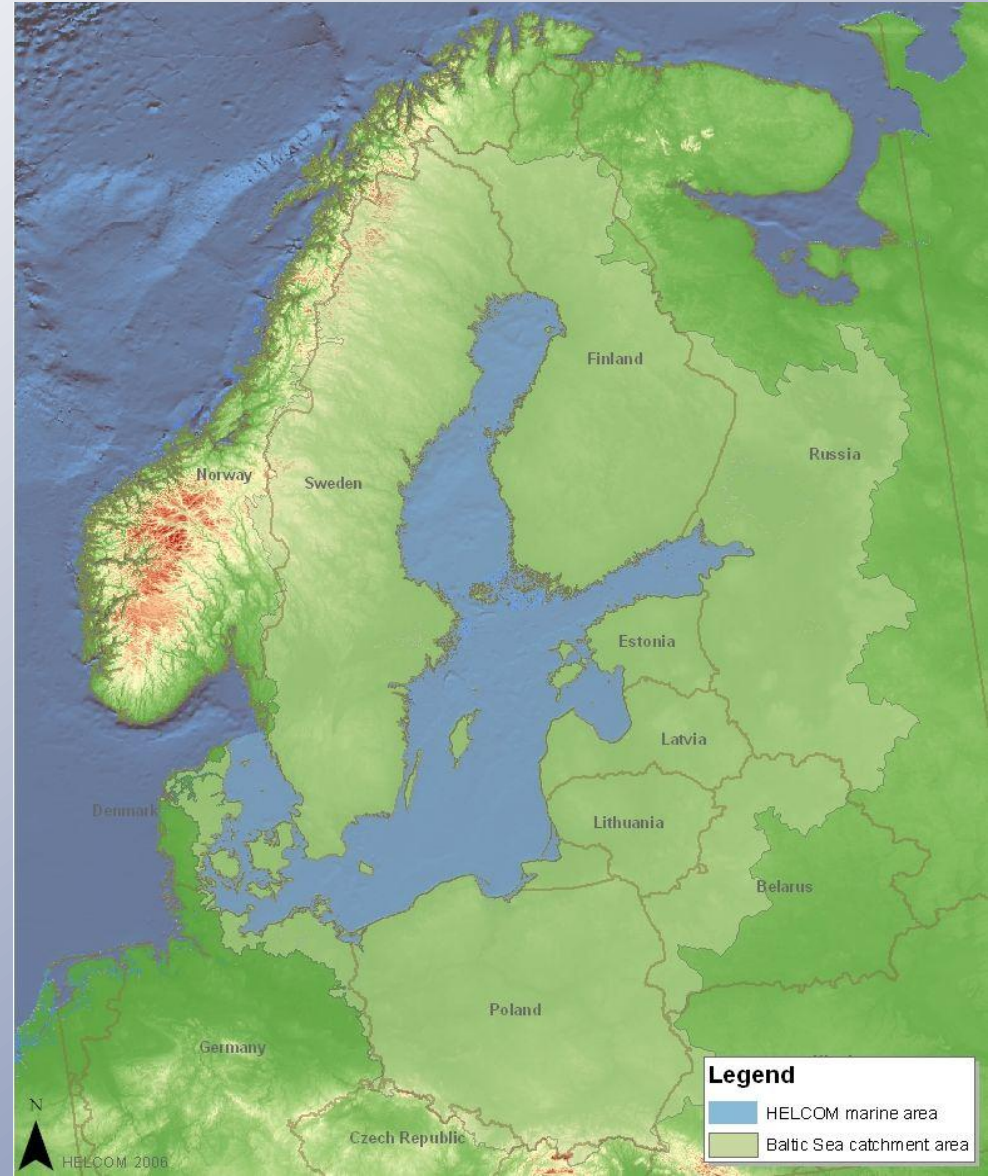 Finland
Russia
Norway
Sweden
Estonia
Latvia
Denmark
Lithuania
Belarus
Poland
Germany
Czech Republic
Legend
HELCOM marine area
Baltic Sea catchment area
N
HELCOM 2006